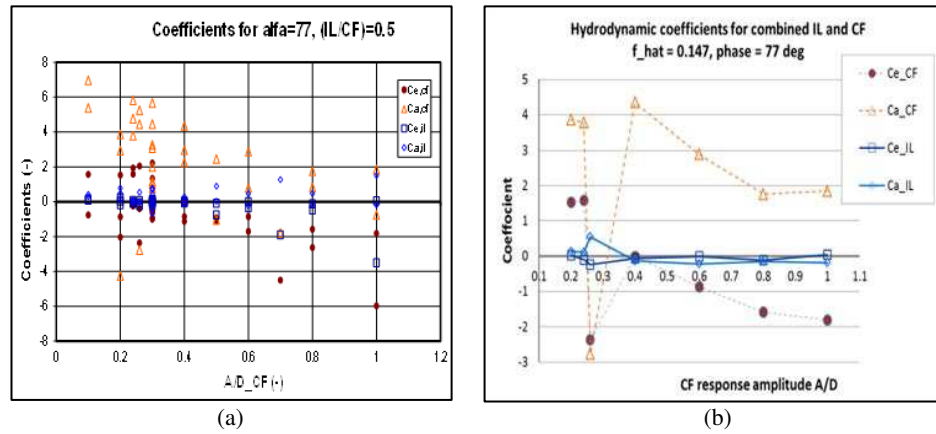 Coefficients for alfa=77, (IL/CF)=0.5
Coefficients (-)
8
6
4
2
0
-2
-4
-6
-8
Ce,cf
Ca,cf
Ce,il
Ca,il
0
0.2
0.4
0.6
0.8
1
1.2
A/D_CF (-)
(a)
Hydrodynamic coefficients for combined IL and CF
f_hat = 0.147, phase = 77 deg
Coeffocient
5
4
3
2
1
0
-1
-2
-3
0.1
0.2
0.3
0.4
0.5
0.6
0.7
0.8
0.9
1
1.1
Ce_CF
Ca_CF
Ce_IL
Ca_IL
CF response amplitude A/D
(b)